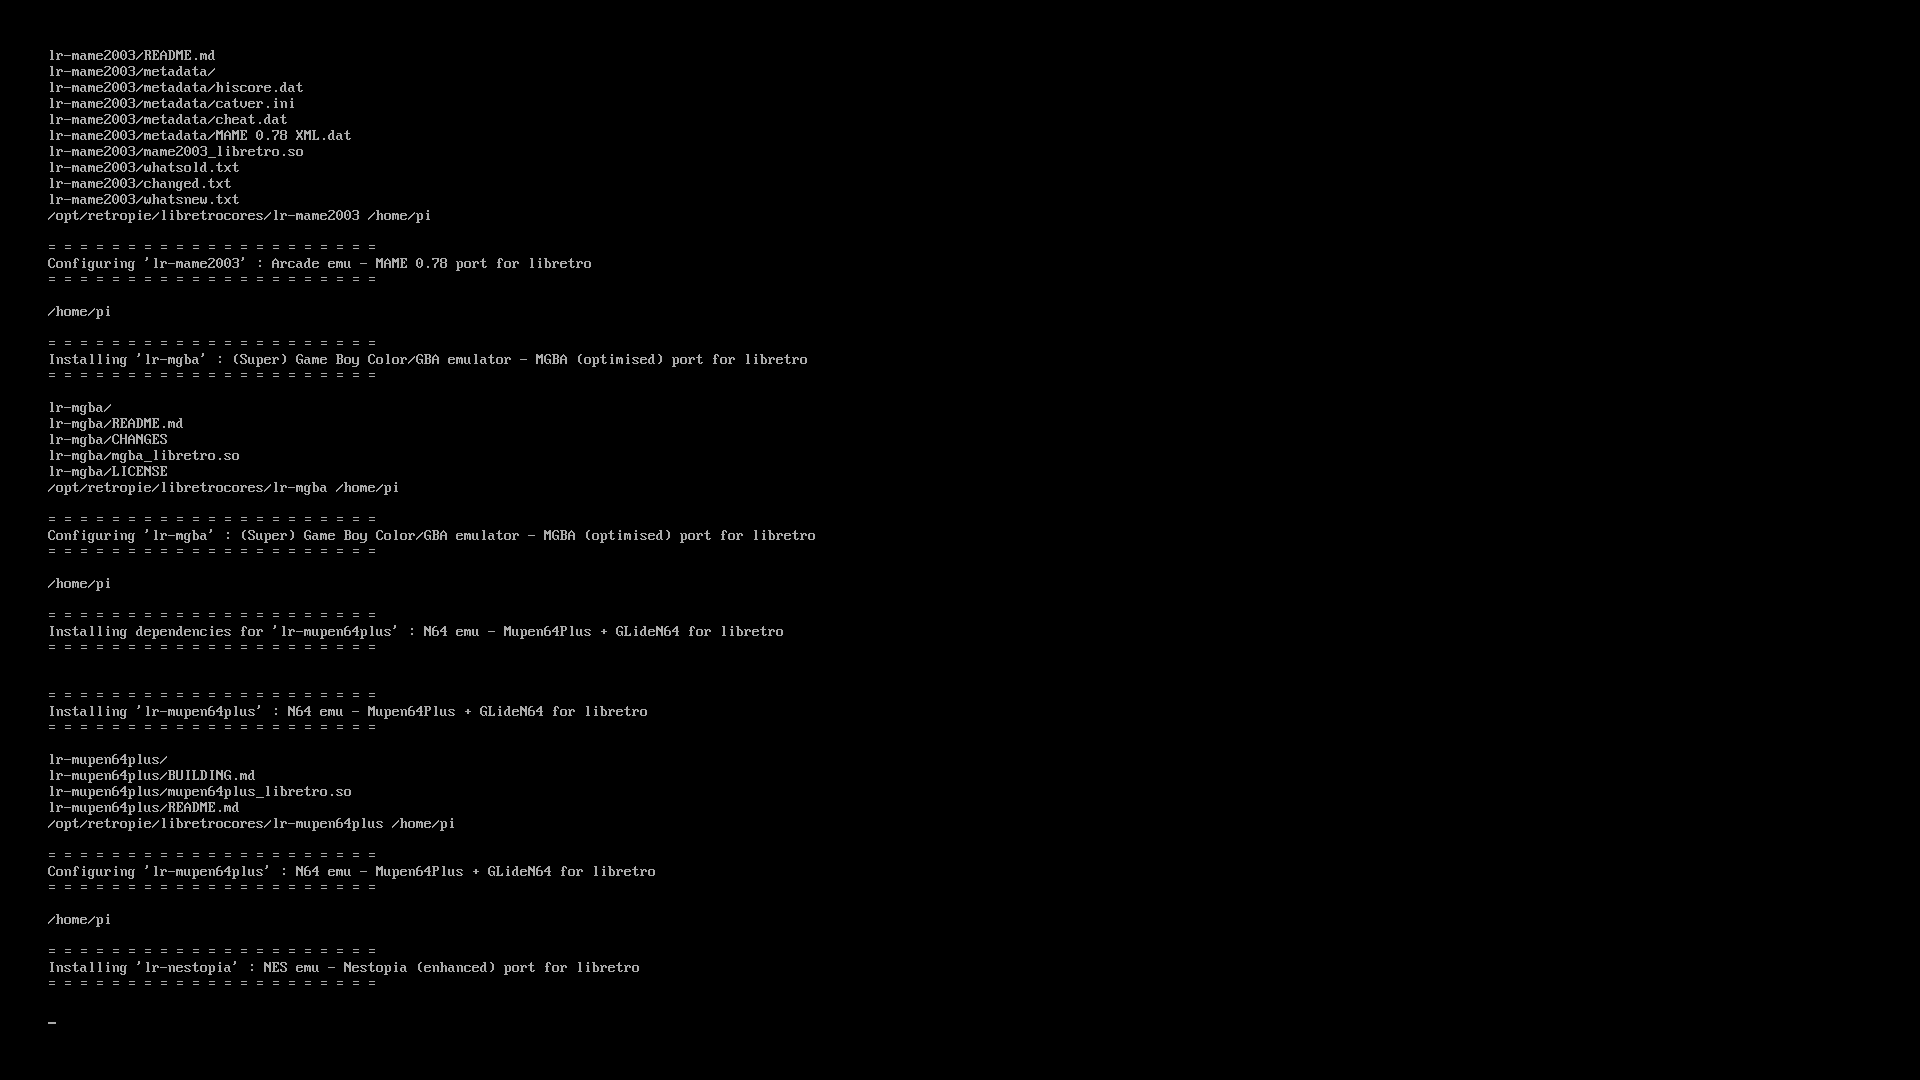 lr-mame2003/README.md
lr-mame2003/metadata/
lr-mame2003/metadata/hiscore.dat
lr-mame2003/metadata/catver.ini
lr-mame2003/metadata/cheat.dat
lr-mame2003/metadata/MAME 0.78 XML.dat
lr-mame2003/mame2003_libretro.so
lr-mame2003/whatsold.txt
lr-mame2003/changed.txt
lr-mame2003/whatsnew.txt
/opt/retropie/libretrocores/lr-mame2003 /home/pi
= = = = = = = = = = = = = = = = = = = = =
Configuring 'lr-mame2003' : Arcade emu - MAME 0.78 port for libretro
= = = = = = = = = = = = = = = = = = = = =
/home/pi
= = = = = = = = = = = = = = = = = = = = =
Installing 'lr-mgba' : (Super) Game Boy Color/GBA emulator - MGBA (optimised) port for libretro
= = = = = = = = = = = = = = = = = = = = =
lr-mgba/
lr-mgba/README.md
lr-mgba/CHANGES
lr-mgba/mgba_libretro.so
lr-mgba/LICENSE
/opt/retropie/libretrocores/lr-mgba /home/pi
= = = = = = = = = = = = = = = = = = = = =
Configuring 'lr-mgba' : (Super) Game Boy Color/GBA emulator - MGBA (optimised) port for libretro
= = = = = = = = = = = = = = = = = = = = =
/home/pi
= = = = = = = = = = = = = = = = = = = = =
Installing dependencies for 'lr-mupen64plus' : N64 emu - Mupen64Plus + GLideN64 for libretro
= = = = = = = = = = = = = = = = = = = = =
= = = = = = = = = = = = = = = = = = = = =
Installing 'lr-mupen64plus' : N64 emu - Mupen64Plus + GLideN64 for libretro
= = = = = = = = = = = = = = = = = = = = =
lr-mupen64plus/
lr-mupen64plus/BUILDING.md
lr-mupen64plus/mupen64plus_libretro.so
lr-mupen64plus/README.md
/opt/retropie/libretrocores/lr-mupen64plus /home/pi
= = = = = = = = = = = = = = = = = = = = =
Configuring 'lr-mupen64plus' : N64 emu - Mupen64Plus + GLideN64 for libretro
= = = = = = = = = = = = = = = = = = = = =
/home/pi
= = = = = = = = = = = = = = = = = = = = =
Installing 'lr-nestopia' : NES emu - Nestopia (enhanced) port for libretro
= = = = = = = = = = = = = = = = = = = = =
_